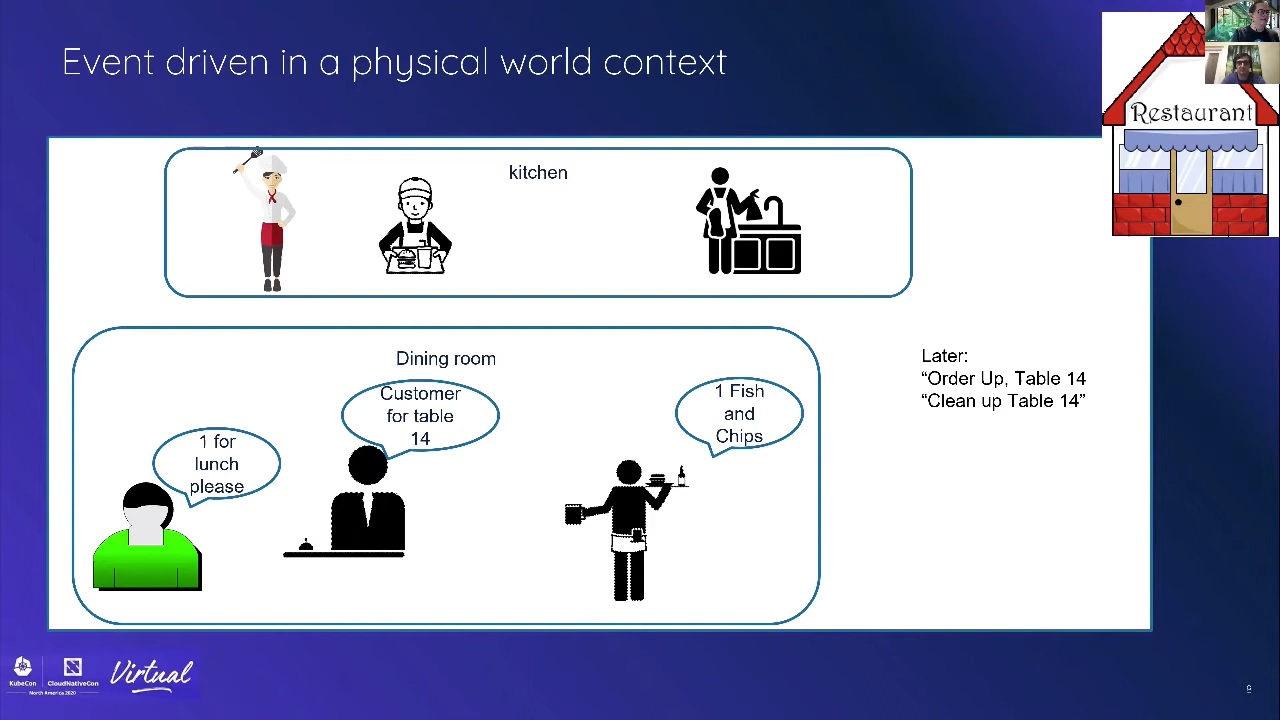 Event driven in a physical world context
Restaurant
kitchen
Dining room
Customer
for table
14
1 Fish
and
Chips
1 for
lunch
please
Later:
“Order Up, Table 14
“Clean up Table 14”
KubeCon
CloudNativeCon
North America 2020
Virtual
9